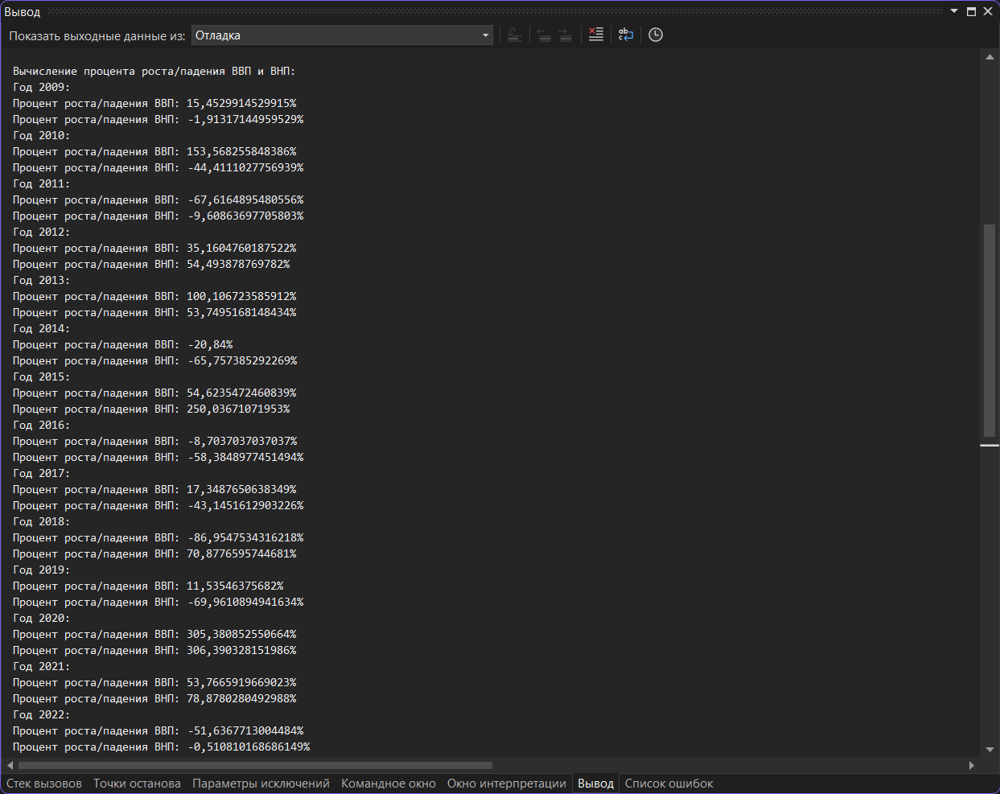 Вывод
Показать выходные данные из: Отладка
Вычисление процента роста/падения ВВП и ВНП:
Год 2009:
Процент роста/падения ВВП: 15,4529914529915%
Процент роста/падения ВНП: -1,91317144959529%
Год 2010:
Процент роста/падения ВВП: 153,568255848386%
Процент роста/падения ВНП: -44,4111027756939%
Год 2011:
Процент роста/падения ВВП: -67,6164895480556%
Процент роста/падения ВНП: -9,60863697705803%
Год 2012:
Процент роста/падения ВВП: 35,1604760187522%
Процент роста/падения ВНП: 54,493878769782%
Год 2013:
Процент роста/падения ВВП: 100,106723585912%
Процент роста/падения ВНП: 53,7495168148434%
Год 2014:
Процент роста/падения ВВП: -20,84%
Процент роста/падения ВНП: -65,757385292269%
Год 2015:
Процент роста/падения ВВП: 54,6235472460839%
Процент роста/падения ВНП: 250,03671071953%
Год 2016:
Процент роста/падения ВВП: -8,7037037037037%
Процент роста/падения ВНП: -58,3848977451494%
Год 2017:
Процент роста/падения ВВП: 17,3487650638349%
Процент роста/падения ВНП: -43,1451612903226%
Год 2018:
Процент роста/падения ВВП: -86,9547534316218%
Процент роста/падения ВНП: 70,8776595744681%
Год 2019:
Процент роста/падения ВВП: 11,53546375682%
Процент роста/падения ВНП: -69,9610894941634%
Год 2020:
Процент роста/падения ВВП: 305,380852550664%
Процент роста/падения ВНП: 306,390328151986%
Год 2021:
Процент роста/падения ВВП: 53,7665919669023%
Процент роста/падения ВНП: 78,8780280492988%
Год 2022:
Процент роста/падения ВВП: -51,6367713004484%
Процент роста/падения ВНП: -0,510810168686149%
Стек вызовов Точки останова Параметры исключений Командное окно Окно интерпретации Вывод Список ошибок